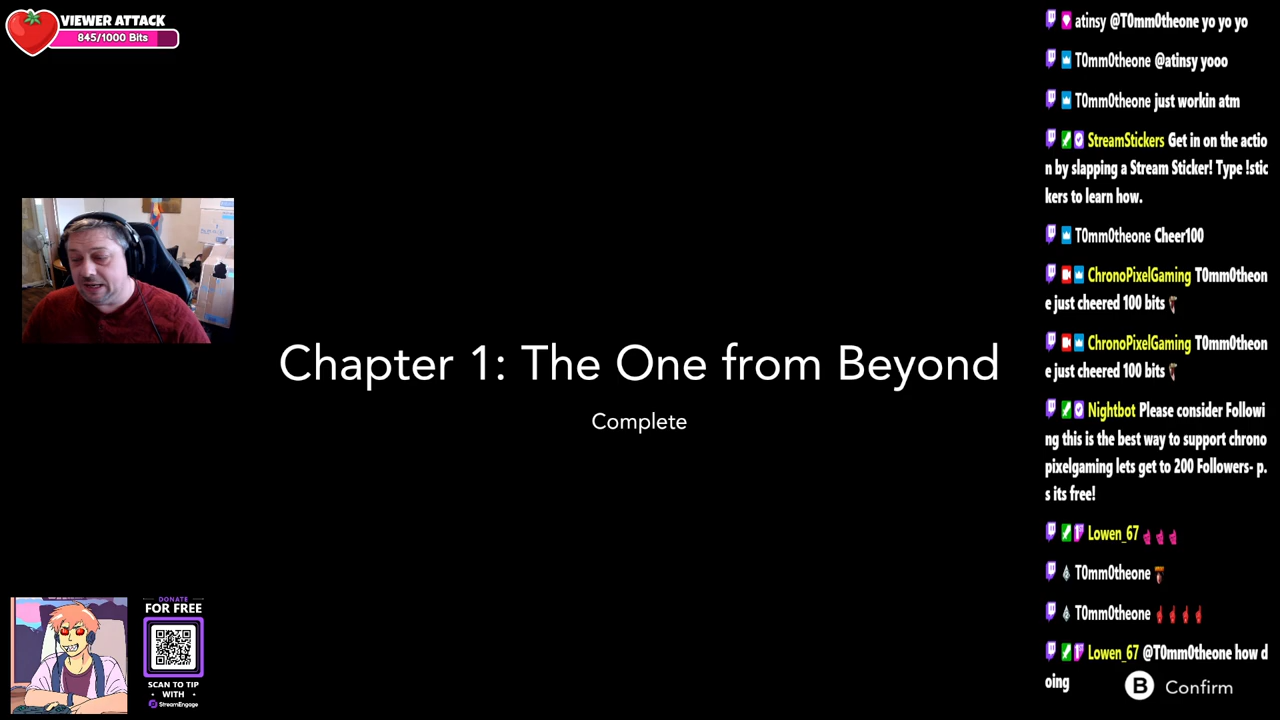 VIEWER ATTACK
845/1000 Bits
atinsy @T0mm0theone yo yo yo
T0mm0theone @atinsy yooo
T0mm0theone just workin atm
StreamStickers Get in on the actio
n by slapping a Stream Sticker! Type !stic
kers to learn how.
T0mm0theone Cheer100
ChronoPixelGaming T0mm0theon
e just cheered 100 bits
ChronoPixelGaming T0mm0theon
e just cheered 100 bits
Nightbot Please consider Followi
ng this is the best way to support chrono
pixelgaming lets get to 200 Followers- p.
s its free!
Lowen_67
T0mm0theone
T0mm0theone
Lowen_67 @T0mm0theone how d
oing
Chapter 1: The One from Beyond
Complete
DONATE
FOR FREE
SCAN TO TIP
• WITH •
StreamEngage
B Confirm